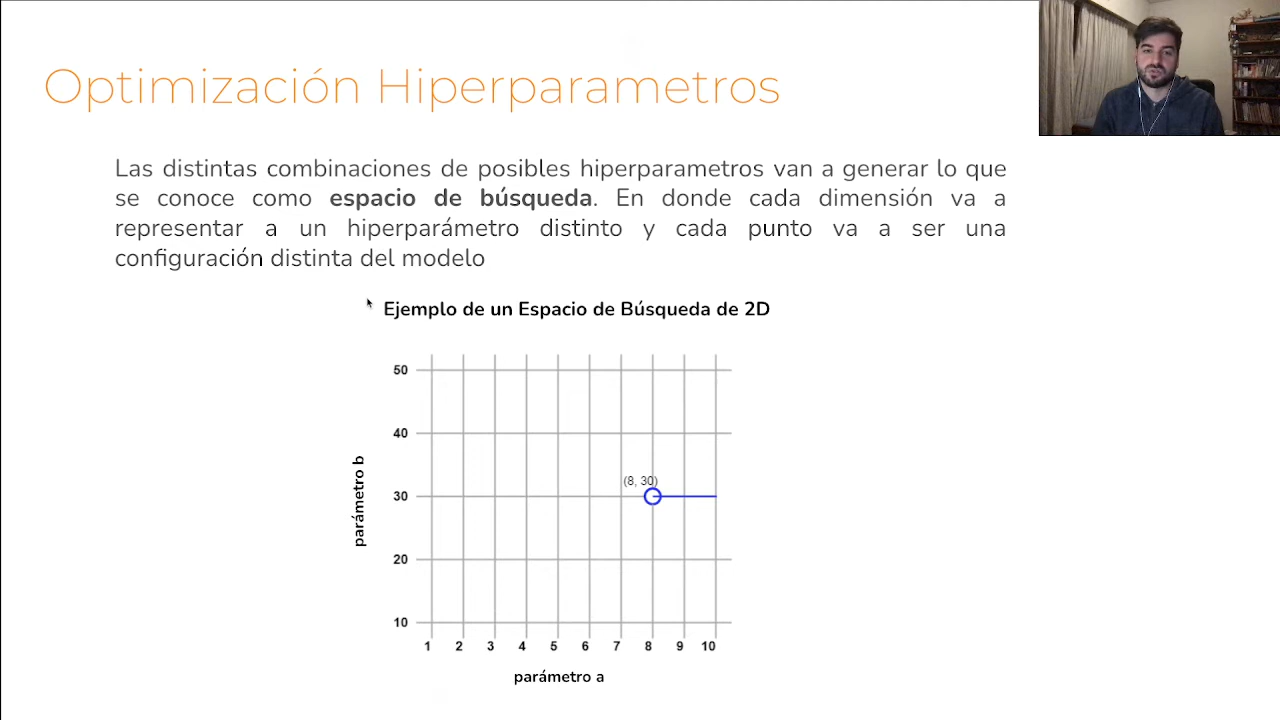 Optimización Hiperparametros
Las distintas combinaciones de posibles hiperparametros van a generar lo que
se conoce como espacio de búsqueda. En donde cada dimensión va a
representar a un hiperparámetro distinto y cada punto va a ser una
configuración distinta del modelo
Ejemplo de un Espacio de Búsqueda de 2D
50
40
(8, 30)
30
20
10
parámetro b
1 2 3 4 5 6 7 8 9 10
parámetro a